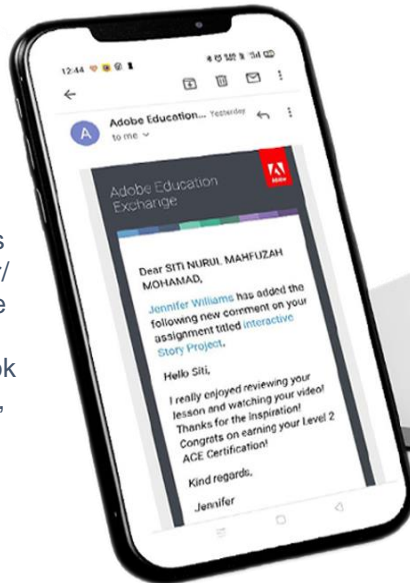 12:44
Adobe Education... Yesterday
to me
A
Adobe
Adobe Education
Exchange
Dear SITI NURUL MAHFUZAH
MOHAMAD,
Jennifer Williams has added the
following new comment on your
assignment titled interactive
Story Project.
Hello Siti,
I really enjoyed reviewing your
lesson and watching your video!
Thanks for the inspiration!
Congrats on earning your Level 2
ACE Certification!
Kind regards,
Jennifer